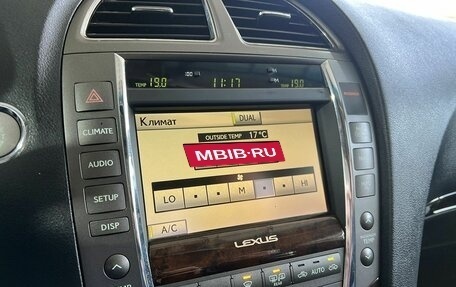 TEMP 19.0 11:17 TEMP 19.0
CLIMATE
AUDIO
SETUP
DISP
Климат DUAL
OUTSIDE TEMP 17°C
MBIB-RU
LO M HI
A/C
LEXUS
AUTO OFF